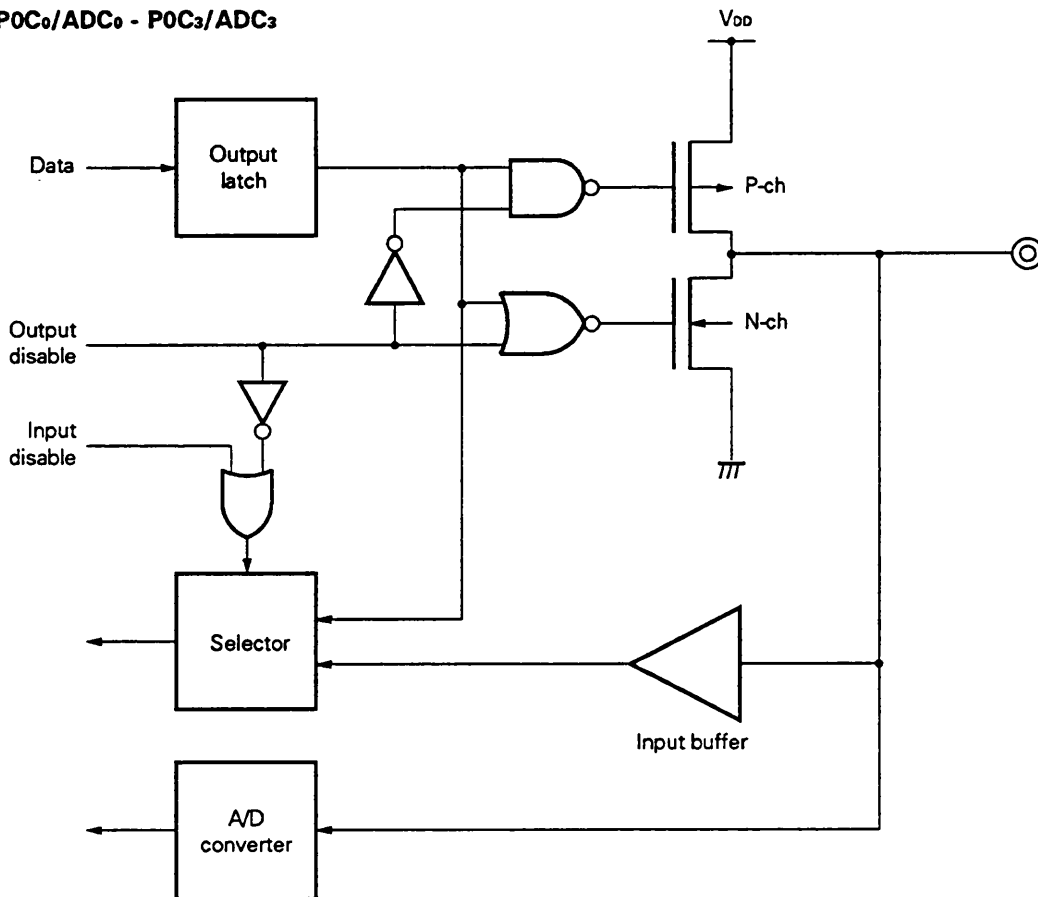 P0C₀/ADC₀ - P0C₃/ADC₃
VDD
Data
Output
latch
P-ch
Output
disable
N-ch
Input
disable
Selector
Input buffer
A/D
converter